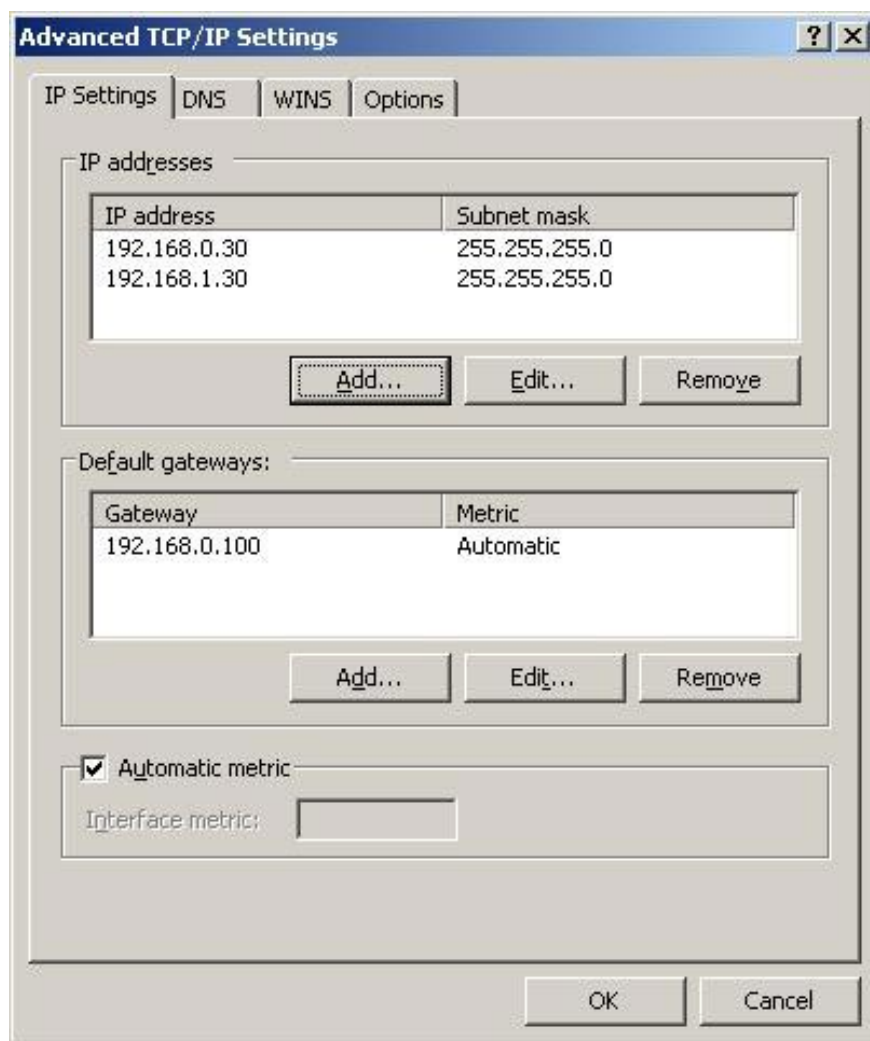 Advanced TCP/IP Settings
IP Settings DNS WINS Options
IP addresses
IP address Subnet mask
192.168.0.30 255.255.255.0
192.168.1.30 255.255.255.0
Add... Edit... Remove
Default gateways:
Gateway Metric
192.168.0.100 Automatic
Add... Edit... Remove
Automatic metric
Interface metric:
OK Cancel